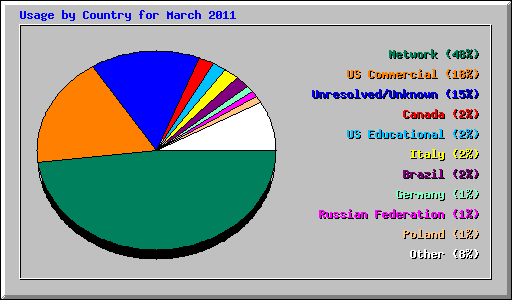 Usage by Country for March 2011
Network (48%)
US Commercial (18%)
Unresolved/Unknown (15%)
Canada (2%)
US Educational (2%)
Italy (2%)
Brazil (2%)
Germany (1%)
Russian Federation (1%)
Poland (1%)
Other (8%)